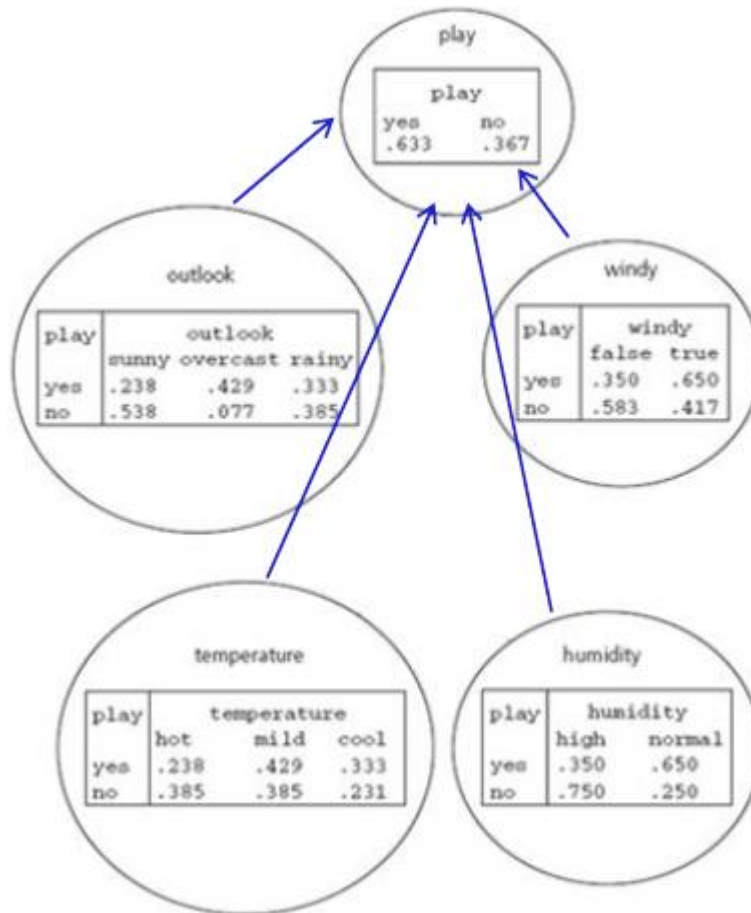 play
play
yes no
.633 .367
outlook
play outlook
sunny overcast rainy
yes .238 .429 .333
no .538 .077 .385
windy
play windy
false true
yes .350 .650
no .583 .417
temperature
play temperature
hot mild cool
yes .238 .429 .333
no .385 .385 .231
humidity
play humidity
high normal
yes .350 .650
no .750 .250